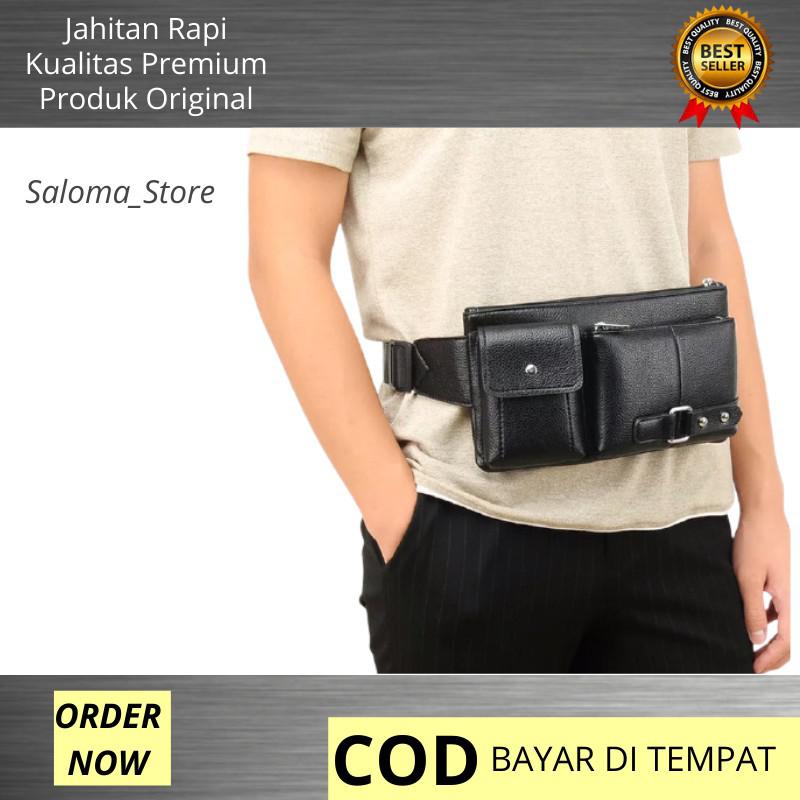 Jahitan Rapi
Kualitas Premium
Produk Original
BEST QUALITY
BEST QUALITY
BEST
SELLER
BEST QUALITY
BEST QUALITY
Saloma_Store
ORDER
NOW
COD BAYAR DI TEMPAT